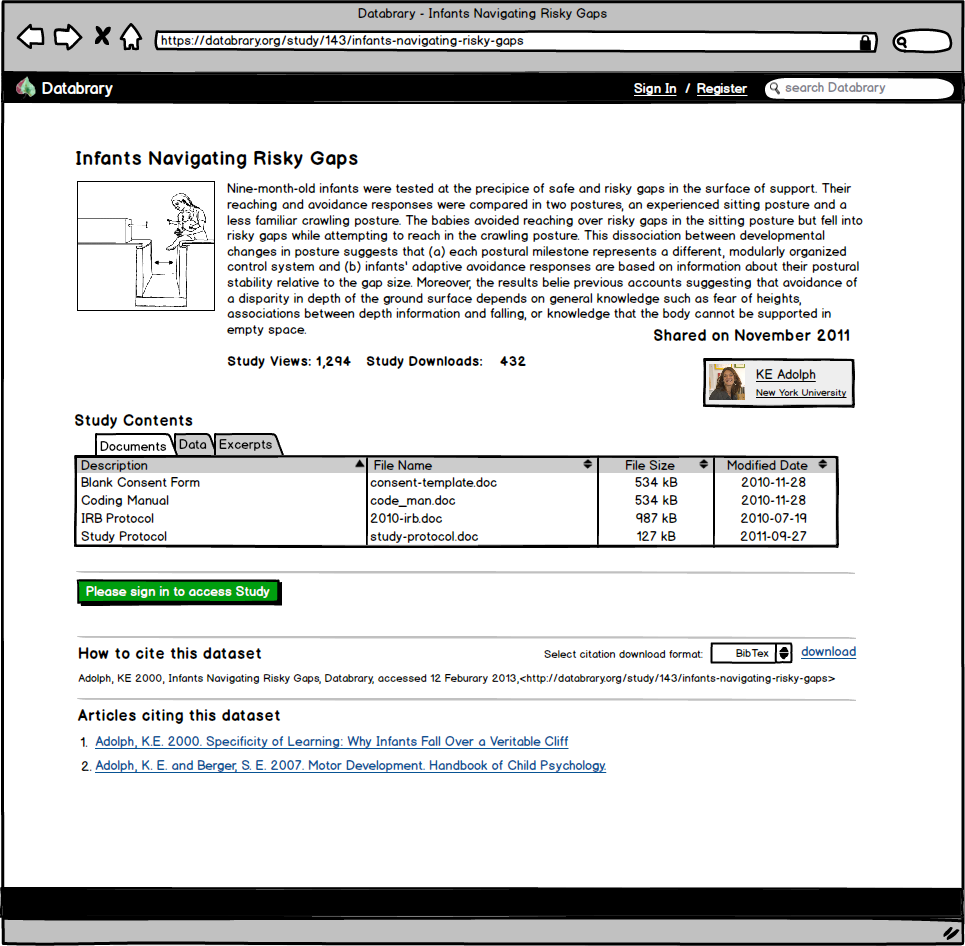 Databrary - Infants Navigating Risky Gaps
https://databrary.org/study/143/infants-navigating-risky-gaps
Databrary
Sign In / Register
search Databrary
Infants Navigating Risky Gaps
Nine-month-old infants were tested at the precipice of safe and risky gaps in the surface of support. Their
reaching and avoidance responses were compared in two postures, an experienced sitting posture and a
less familiar crawling posture. The babies avoided reaching over risky gaps in the sitting posture but fell into
risky gaps while attempting to reach in the crawling posture. This dissociation between developmental
changes in posture suggests that (a) each postural milestone represents a different, modularly organized
control system and (b) infants' adaptive avoidance responses are based on information about their postural
stability relative to the gap size. Moreover, the results belie previous accounts suggesting that avoidance of
a disparity in depth of the ground surface depends on general knowledge such as fear of heights,
associations between depth information and falling, or knowledge that the body cannot be supported in
empty space.
Shared on November 2011
Study Views: 1,294 Study Downloads: 432
KE Adolph
New York University
Study Contents
Documents Data Excerpts
Description File Name File Size Modified Date
Blank Consent Form consent-template.doc 534 kB 2010-11-28
Coding Manual code_man.doc 534 kB 2010-11-28
IRB Protocol 2010-irb.doc 987 kB 2010-07-19
Study Protocol study-protocol.doc 127 kB 2011-09-27
Please sign in to access Study
How to cite this dataset
Select citation download format: BibTex download
Adolph, KE 2000, Infants Navigating Risky Gaps, Databrary, accessed 12 Feburary 2013,<http://databrary.org/study/143/infants-navigating-risky-gaps>
Articles citing this dataset
1. Adolph, K.E. 2000. Specificity of Learning: Why Infants Fall Over a Veritable Cliff
2. Adolph, K. E. and Berger, S. E. 2007. Motor Development. Handbook of Child Psychology.